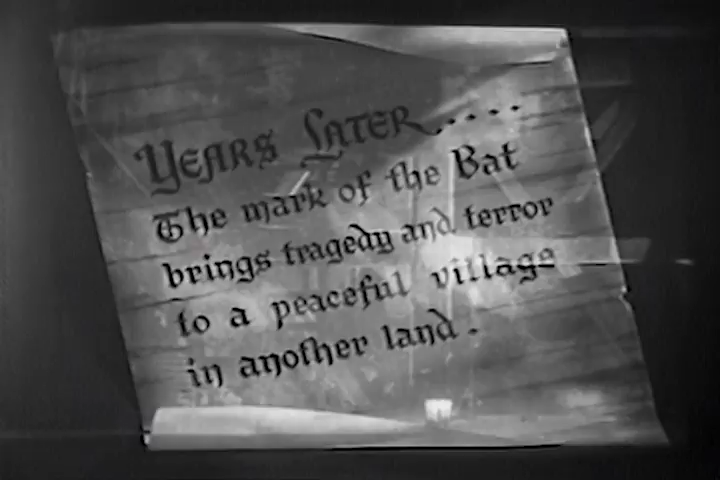 YEARS LATER.....
The mark of the Bat
brings tragedy and terror
to a peaceful village
in another land.